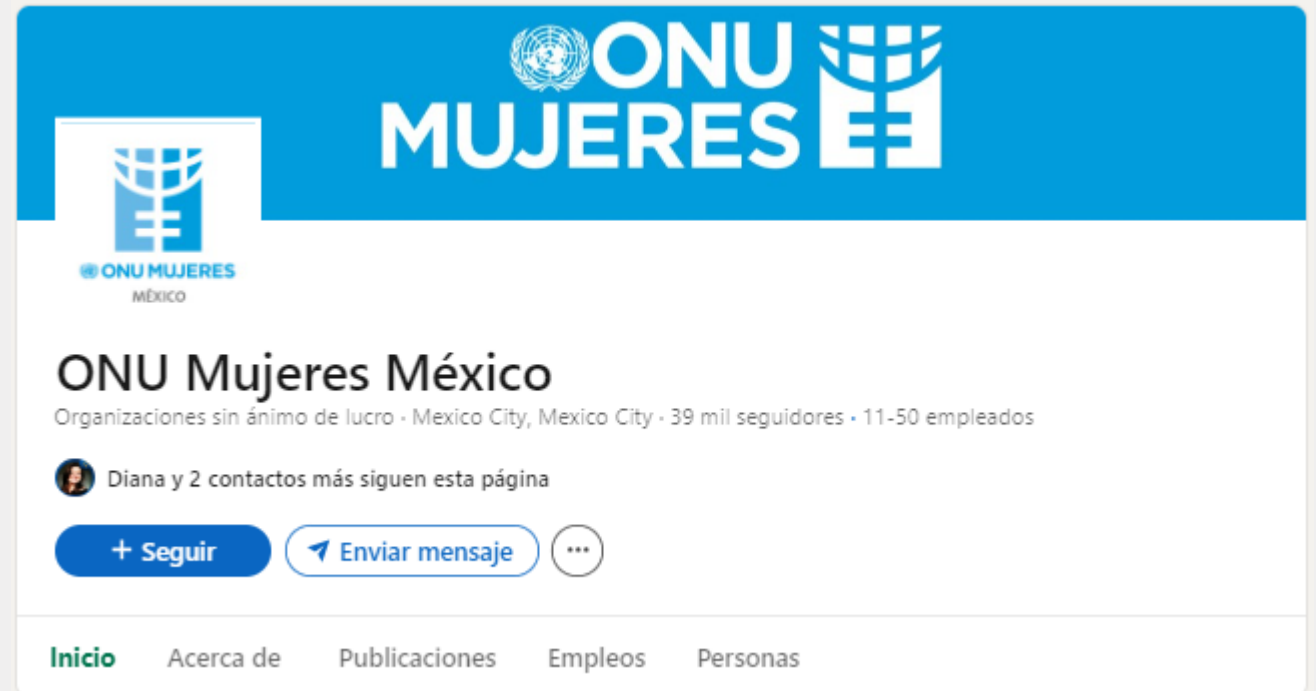 ONU
MUJERES
ONU MUJERES
MÉXICO
ONU Mujeres México
Organizaciones sin ánimo de lucro · Mexico City, Mexico City · 39 mil seguidores · 11-50 empleados
Diana y 2 contactos más siguen esta página
+ Seguir Enviar mensaje ···
Inicio Acerca de Publicaciones Empleos Personas